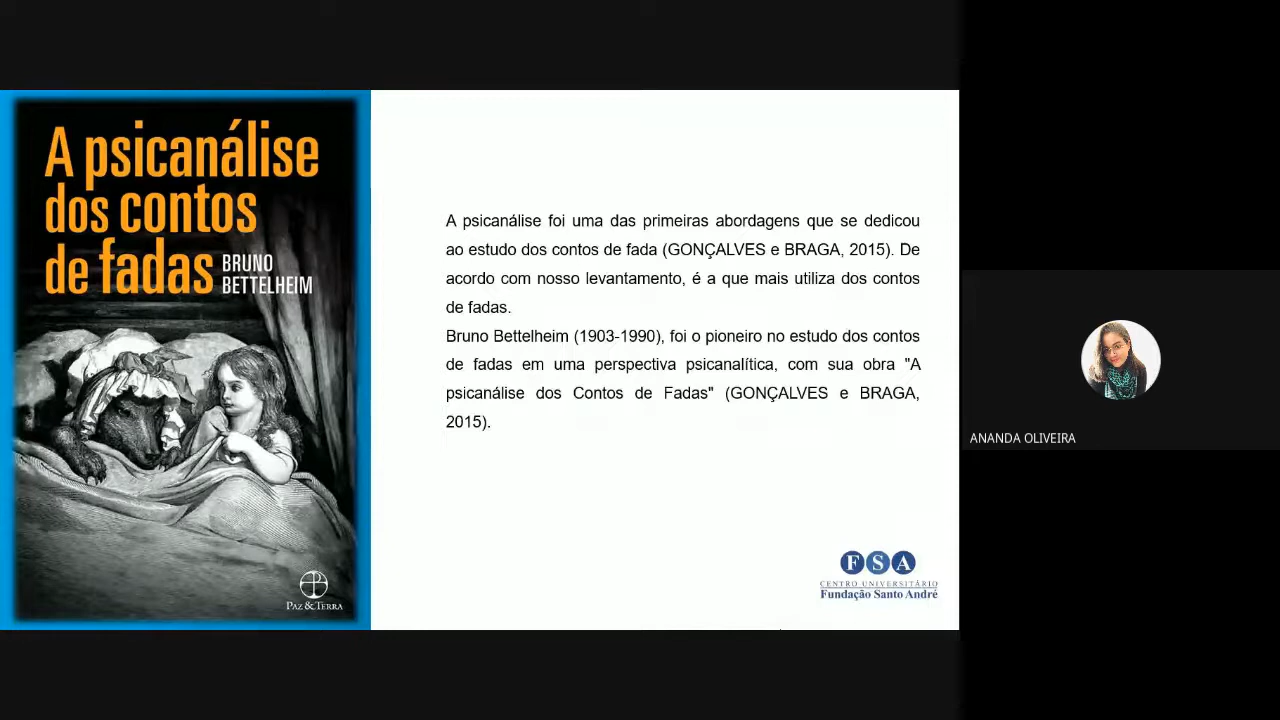 A psicanálise
dos contos
de fadas
BRUNO
BETTELHEIM
PAZ & TERRA
A psicanálise foi uma das primeiras abordagens que se dedicou
ao estudo dos contos de fada (GONÇALVES e BRAGA, 2015). De
acordo com nosso levantamento, é a que mais utiliza dos contos
de fadas.
Bruno Bettelheim (1903-1990), foi o pioneiro no estudo dos contos
de fadas em uma perspectiva psicanalítica, com sua obra "A
psicanálise dos Contos de Fadas" (GONÇALVES e BRAGA,
2015).
FSA
CENTRO UNIVERSITÁRIO
Fundação Santo André
ANANDA OLIVEIRA